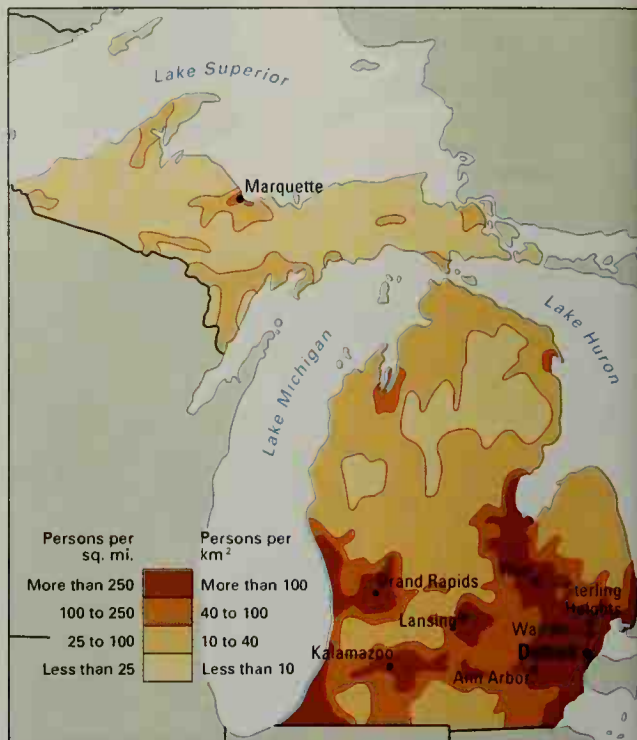 Lake Superior
Marquette
Lake Huron
Lake Michigan
Persons per sq. mi.
Persons per km²
More than 250
More than 100
100 to 250
40 to 100
25 to 100
10 to 40
Less than 25
Less than 10
Grand Rapids
Sterling
Heights
Lansing
Kalamazoo
Detroit
Ann Arbor